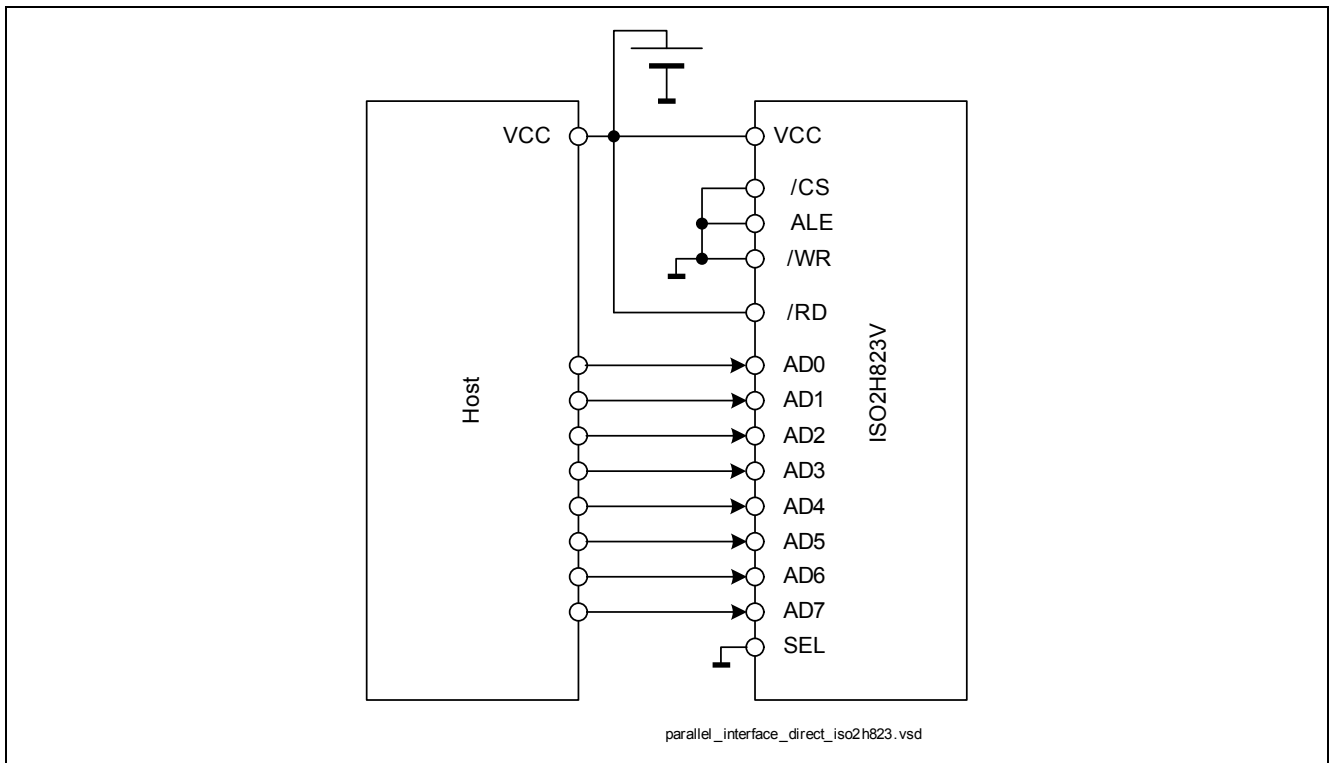 VCC
VCC
/CS
ALE
/WR
/RD
Host
ISO2H823V
AD0
AD1
AD2
AD3
AD4
AD5
AD6
AD7
SEL
parallel_interface_direct_iso2h823.vsd